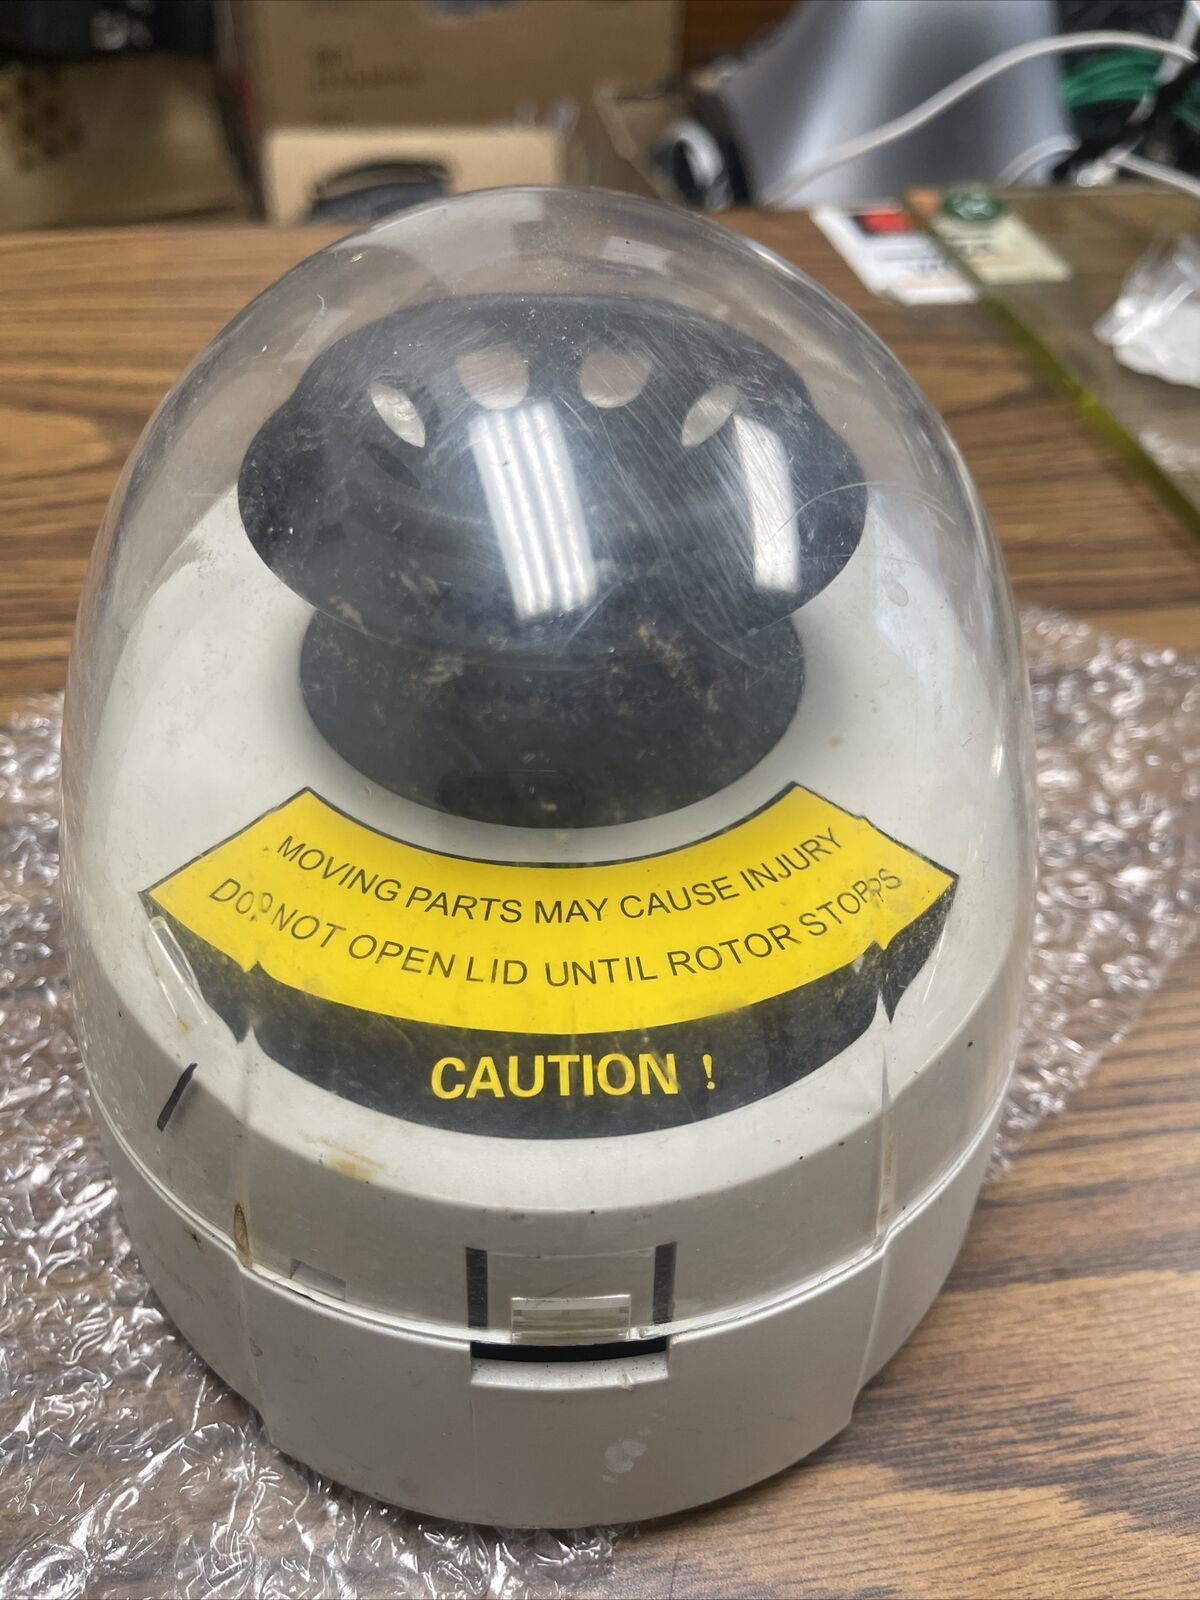 MOVING PARTS MAY CAUSE INJURY
DO NOT OPEN LID UNTIL ROTOR STOPS
CAUTION !